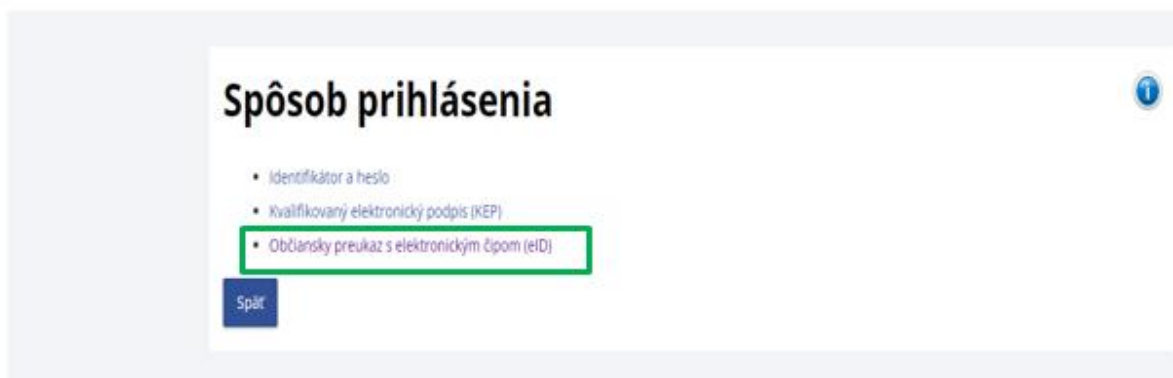 Spôsob prihlásenia
Identifikátor a heslo
Kvalifikovaný elektronický podpis (KEP)
Občiansky preukaz s elektronickým čipom (eID)
Späť